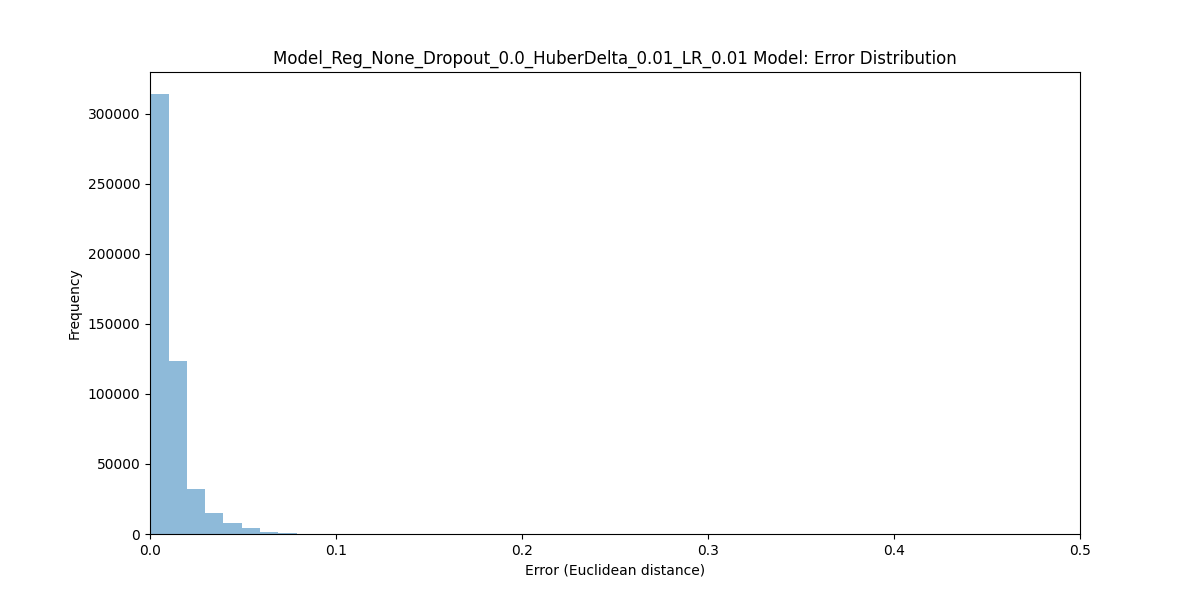 Model_Reg_None_Dropout_0.0_HuberDelta_0.01_LR_0.01 Model: Error Distribution
300000
250000
200000
150000
100000
50000
0
Frequency
0.0 0.1 0.2 0.3 0.4 0.5
Error (Euclidean distance)